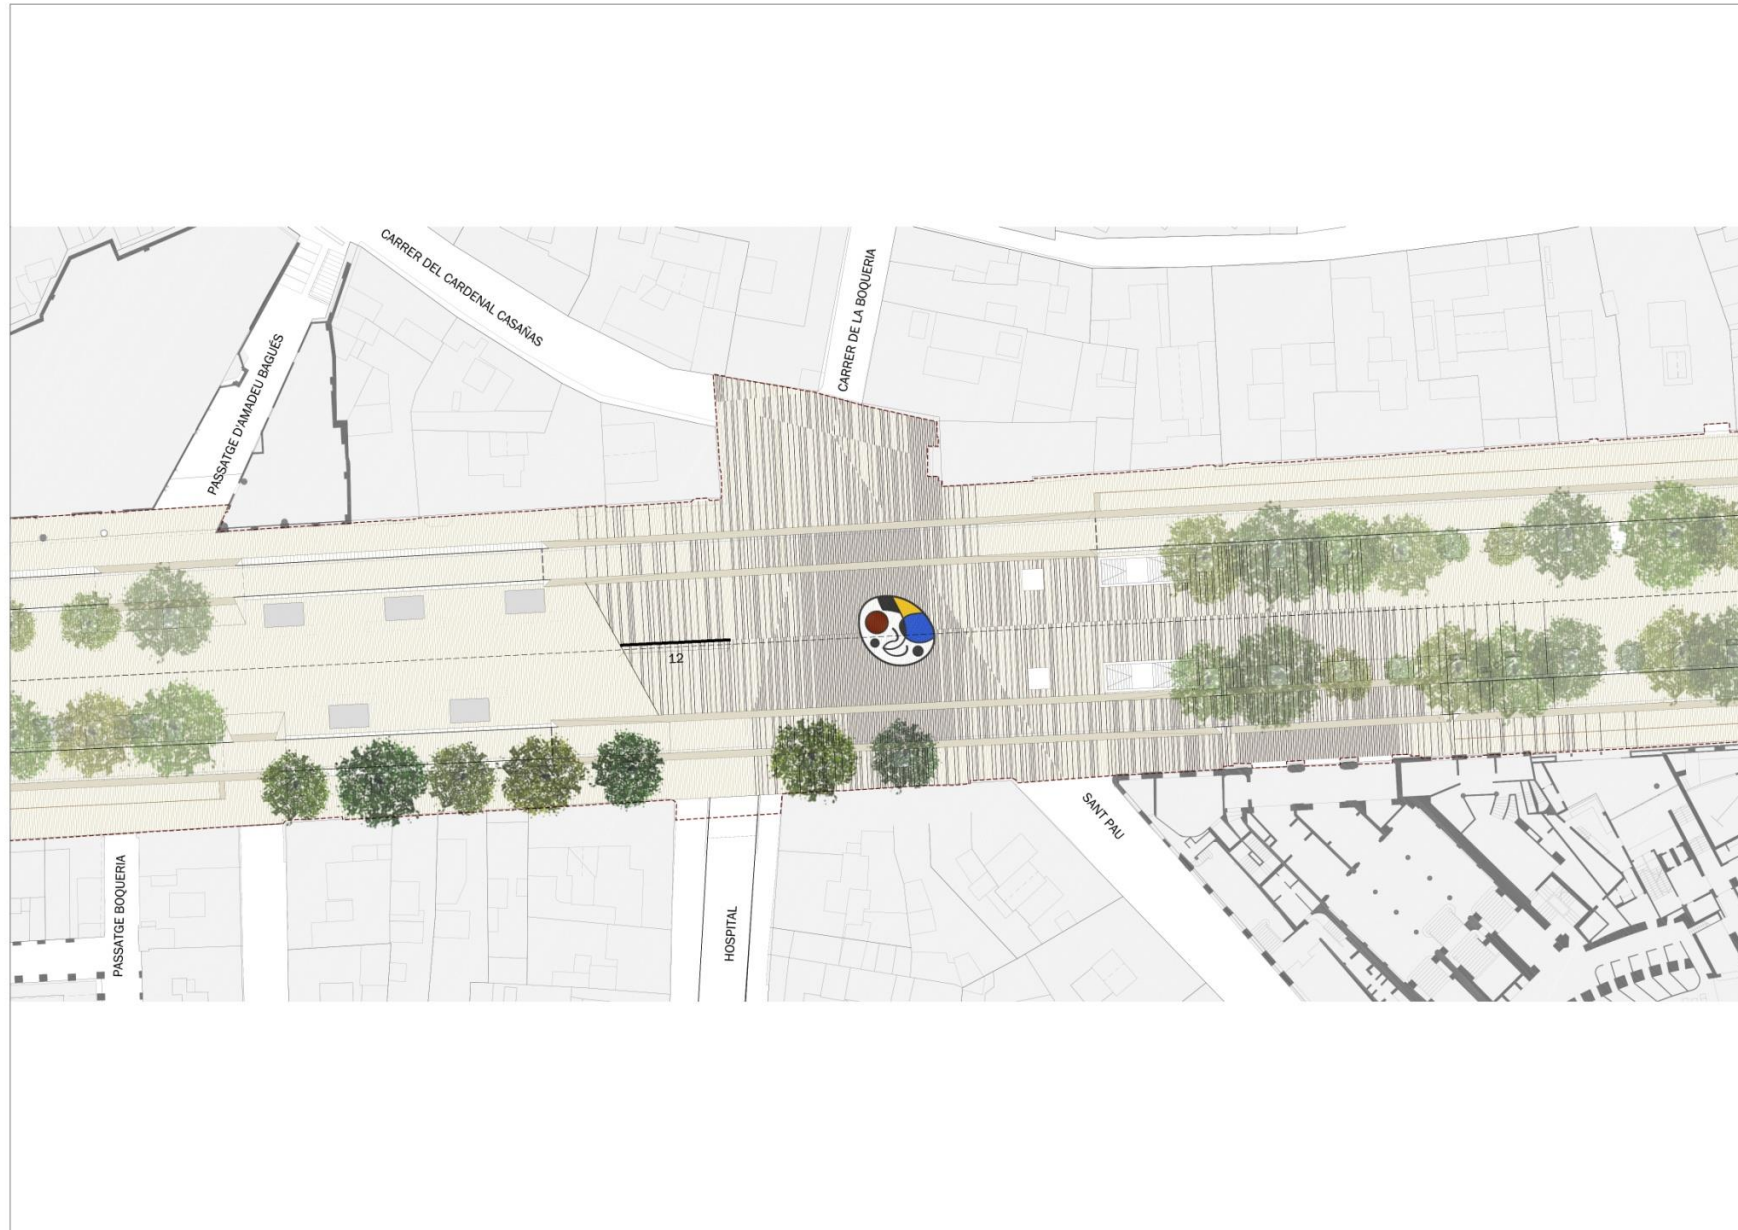 CARRER DEL CARDENAL CASAÑAS
CARRER DE LA BOQUERIA
PASSATGE D'AMADEU BAGUÉS
12
SANT PAU
PASSATGE BOQUERIA
HOSPITAL